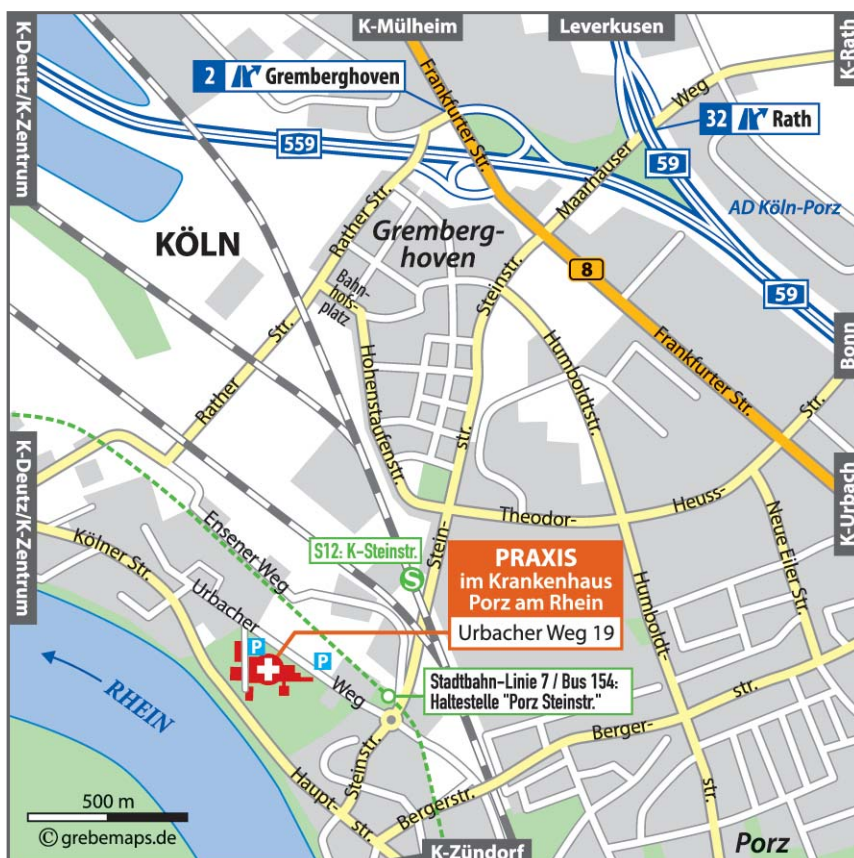 K-Deutz/K-Zentrum
K-Mülheim
Leverkusen
K-Rath
2
Gremberghoven
Frankfurter Str.
Maarhäuser
Weg
32
Rath
559
59
AD Köln-Porz
KÖLN
Rather Str.
Gremberg-
hoven
8
59
Bahn-
hofs-
platz
Steinstr.
Rather
Str.
Hohenstaufenstr.
Humboldtstr.
Frankfurter Str.
Bonn
Str.
str.
K-Deutz/K-Zentrum
K-Urbach
Theodor-
Heuss-
Kölner Str.
Ensener Weg
S12: K-Steinstr.
S
Stein-
Neue Eiler Str.
PRAXIS
im Krankenhaus
Porz am Rhein
Urbacher Weg 19
Urbacher
Weg
P
P
Humboldt-
str.
Stadtbahn-Linie 7 / Bus 154:
Haltestelle "Porz Steinstr."
RHEIN
Steinstr.
Berger-
str.
Haupt-
str.
Bergerstr.
500 m
© grebemaps.de
K-Zündorf
Porz